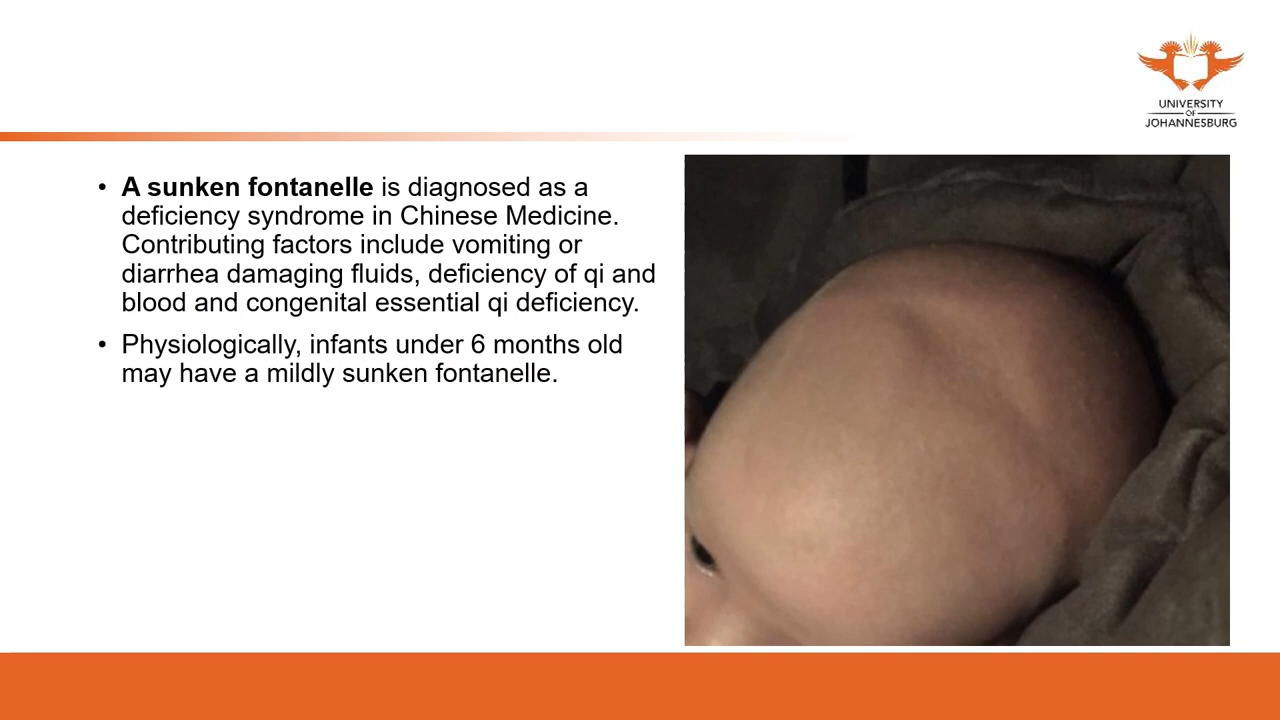 UNIVERSITY
OF
JOHANNESBURG
• A sunken fontanelle is diagnosed as a
deficiency syndrome in Chinese Medicine.
Contributing factors include vomiting or
diarrhea damaging fluids, deficiency of qi and
blood and congenital essential qi deficiency.
• Physiologically, infants under 6 months old
may have a mildly sunken fontanelle.